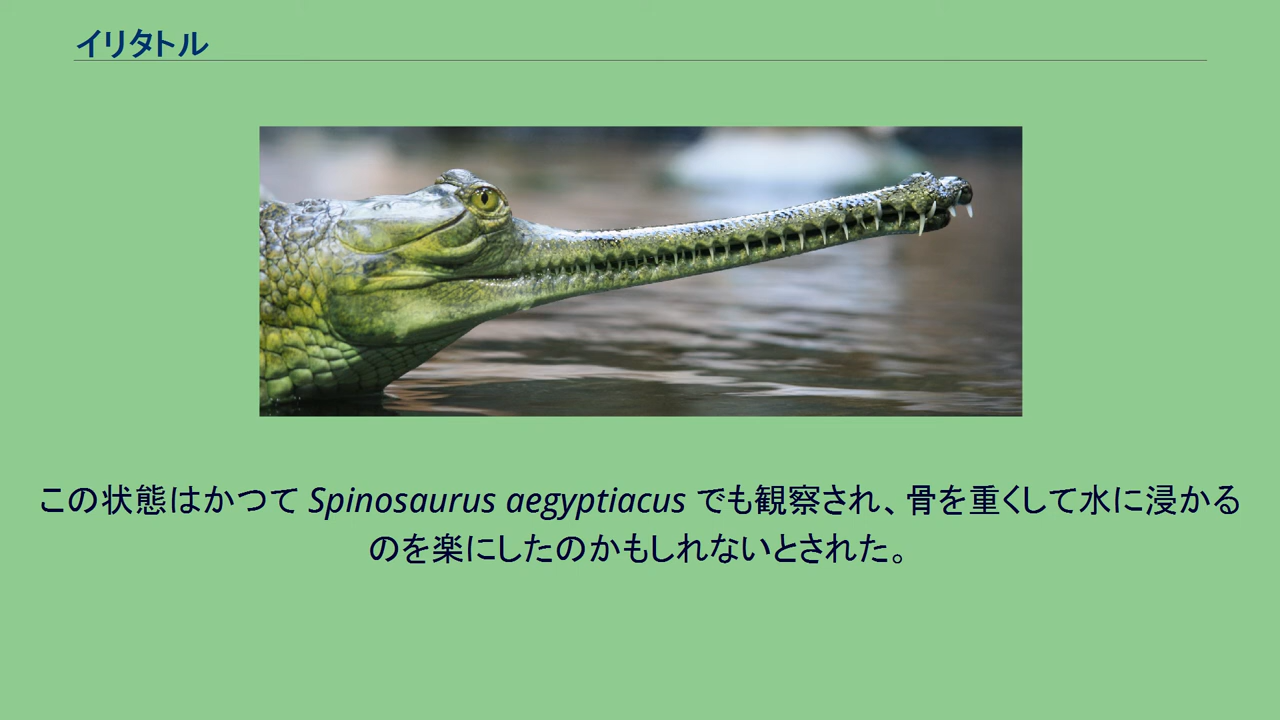 イリタトル
この状態はかつて Spinosaurus aegyptiacus でも観察され、骨を重くして水に浸かる
のを楽にしたのかもしれないとされた。